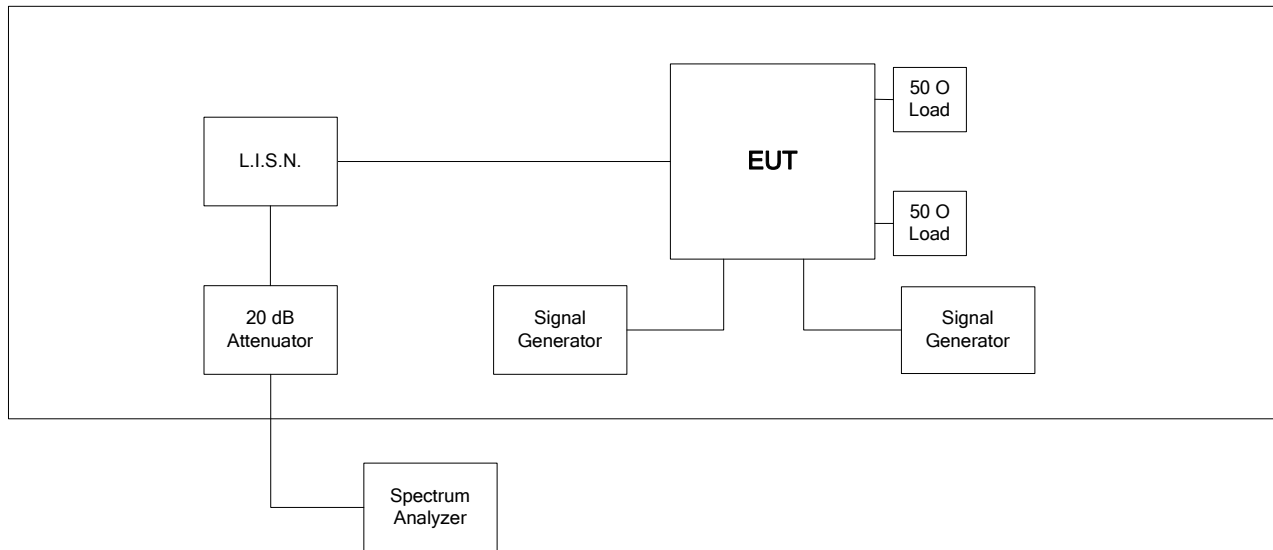 50 O
Load
L.I.S.N.
EUT
50 O
Load
20 dB
Attenuator
Signal
Generator
Signal
Generator
Spectrum
Analyzer